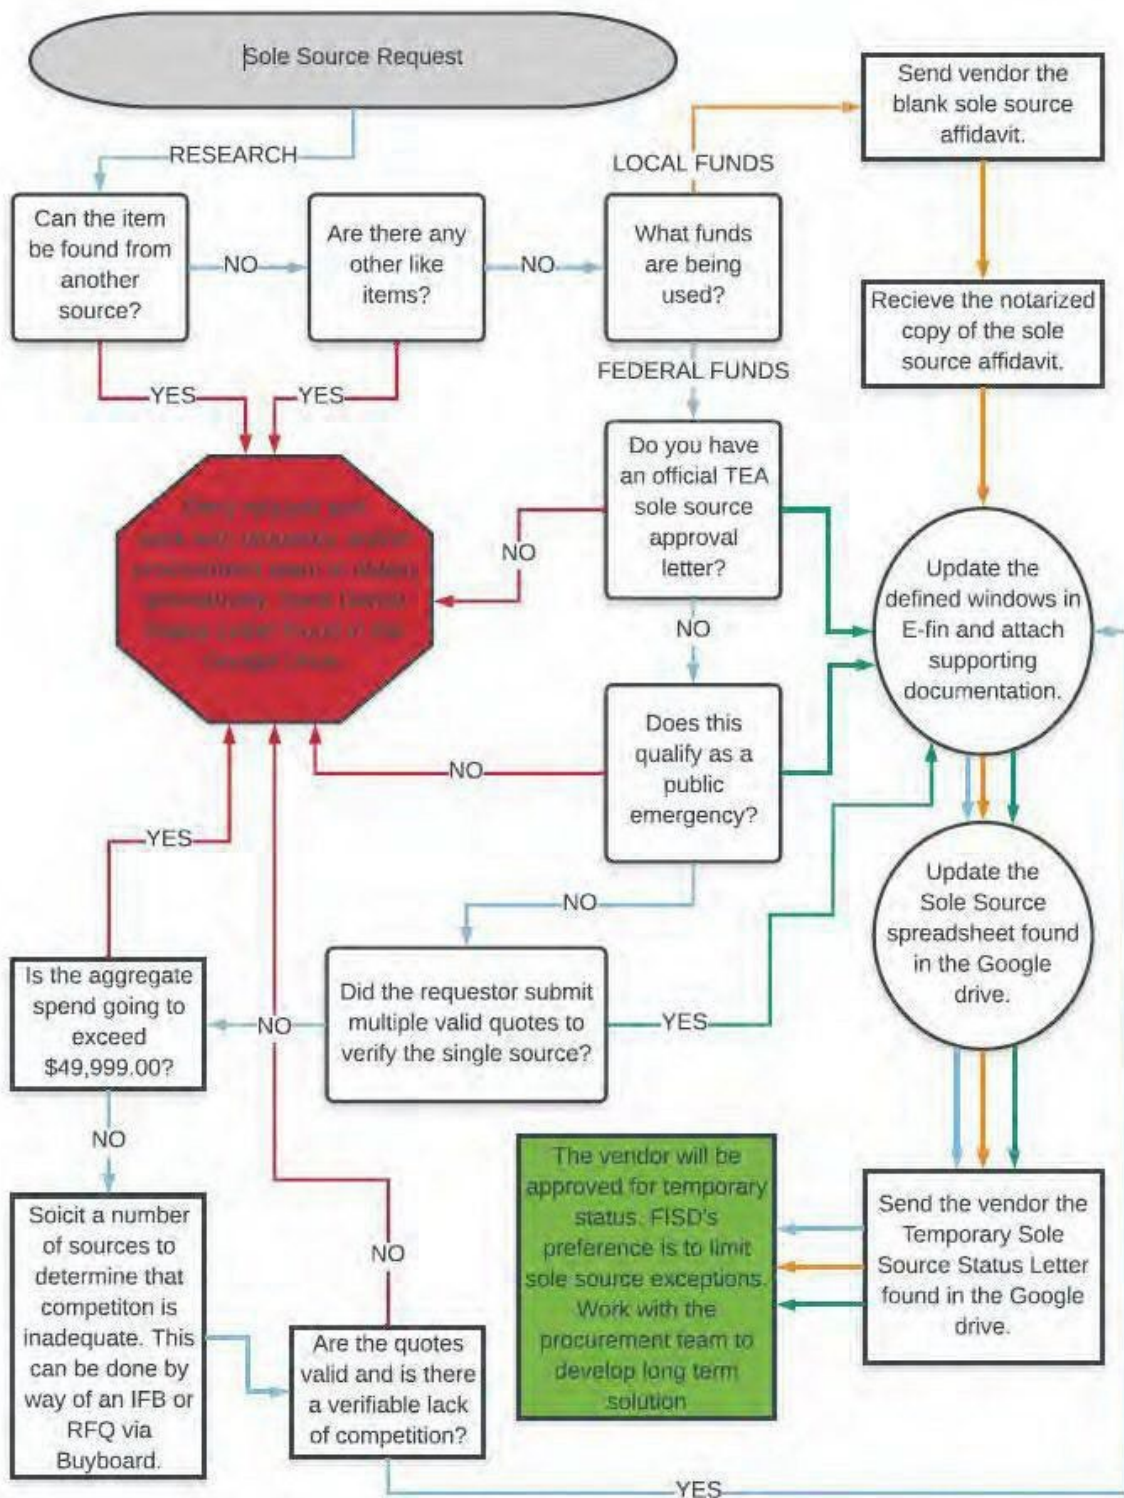 Sole Source Request
RESEARCH
Can the item
be found from
another
source?
NO
Are there any
other like
items?
NO
What funds
are being
used?
LOCAL FUNDS
Send vendor the
blank sole source
affidavit.
Recieve the notarized
copy of the sole
source affidavit.
YES
YES
FEDERAL FUNDS
Do you have
an official TEA
sole source
approval
letter?
NO
NO
Update the
defined windows in
E-fin and attach
supporting
documentation.
Does this
qualify as a
public
emergency?
NO
YES
NO
Update the
Sole Source
spreadsheet found
in the Google
drive.
Is the aggregate
spend going to
exceed
$49,999.00?
NO
Did the requestor submit
multiple valid quotes to
verify the single source?
YES
NO
Soicit a number
of sources to
determine that
competiton is
inadequate. This
can be done by
way of an IFB or
RFQ via
Buyboard.
NO
Are the quotes
valid and is there
a verifiable lack
of competition?
The vendor will be
approved for temporary
status. FISD's
preference is to limit
sole source exceptions.
Work with the
procurement team to
develop long term
solution
Send the vendor the
Temporary Sole
Source Status Letter
found in the Google
drive.
YES